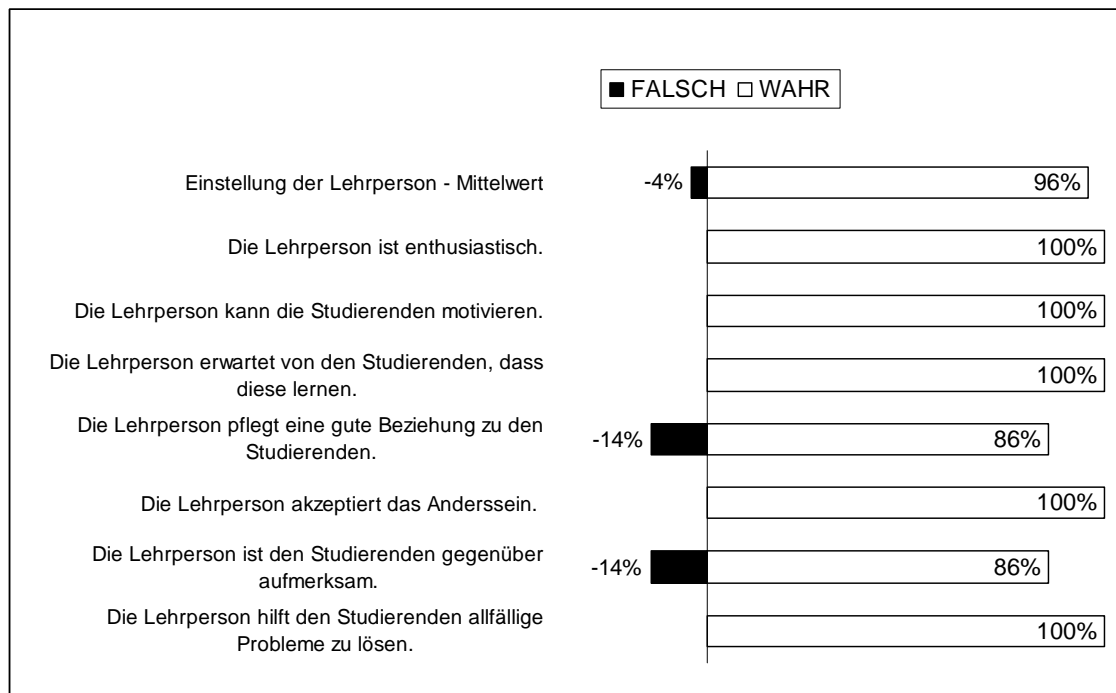 FALSCH WAHR
Einstellung der Lehrperson - Mittelwert
-4%
96%
Die Lehrperson ist enthusiastisch.
100%
Die Lehrperson kann die Studierenden motivieren.
100%
Die Lehrperson erwartet von den Studierenden, dass
diese lernen.
100%
Die Lehrperson pflegt eine gute Beziehung zu den
Studierenden.
-14%
86%
Die Lehrperson akzeptiert das Anderssein.
100%
Die Lehrperson ist den Studierenden gegenüber
aufmerksam.
-14%
86%
Die Lehrperson hilft den Studierenden allfällige
Probleme zu lösen.
100%